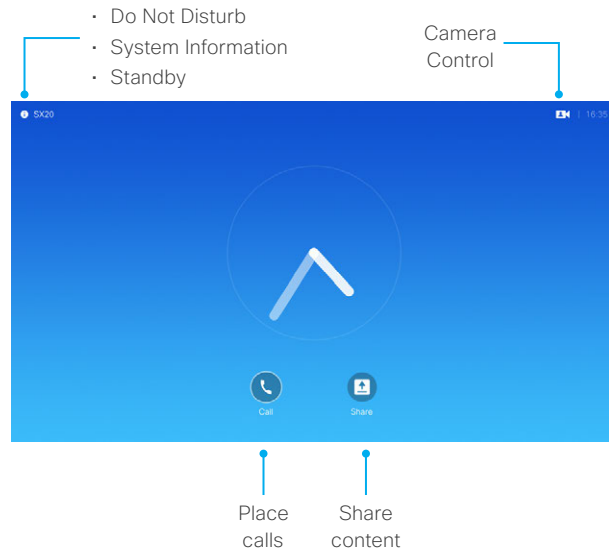 · Do Not Disturb
· System Information
· Standby
Camera
Control
SX20
16:35
Call
Share
Place
calls
Share
content